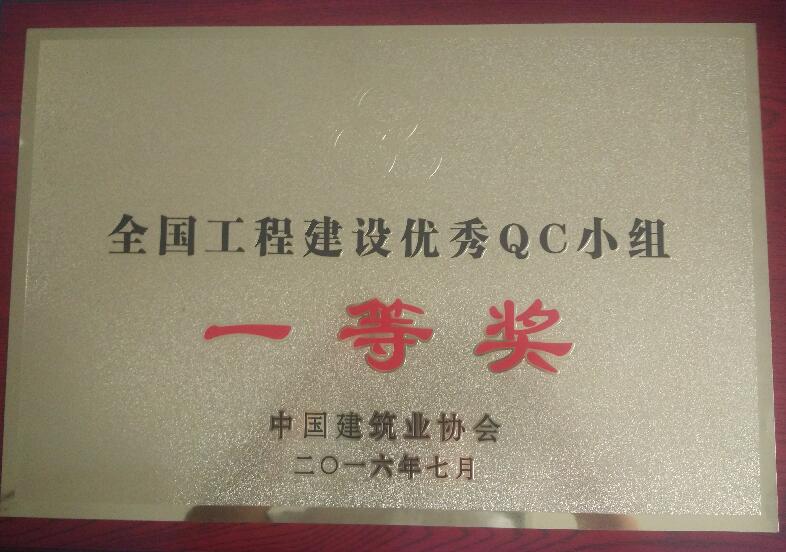 全国工程建设优秀QC小组
一等奖
中国建筑业协会
二〇一六年七月